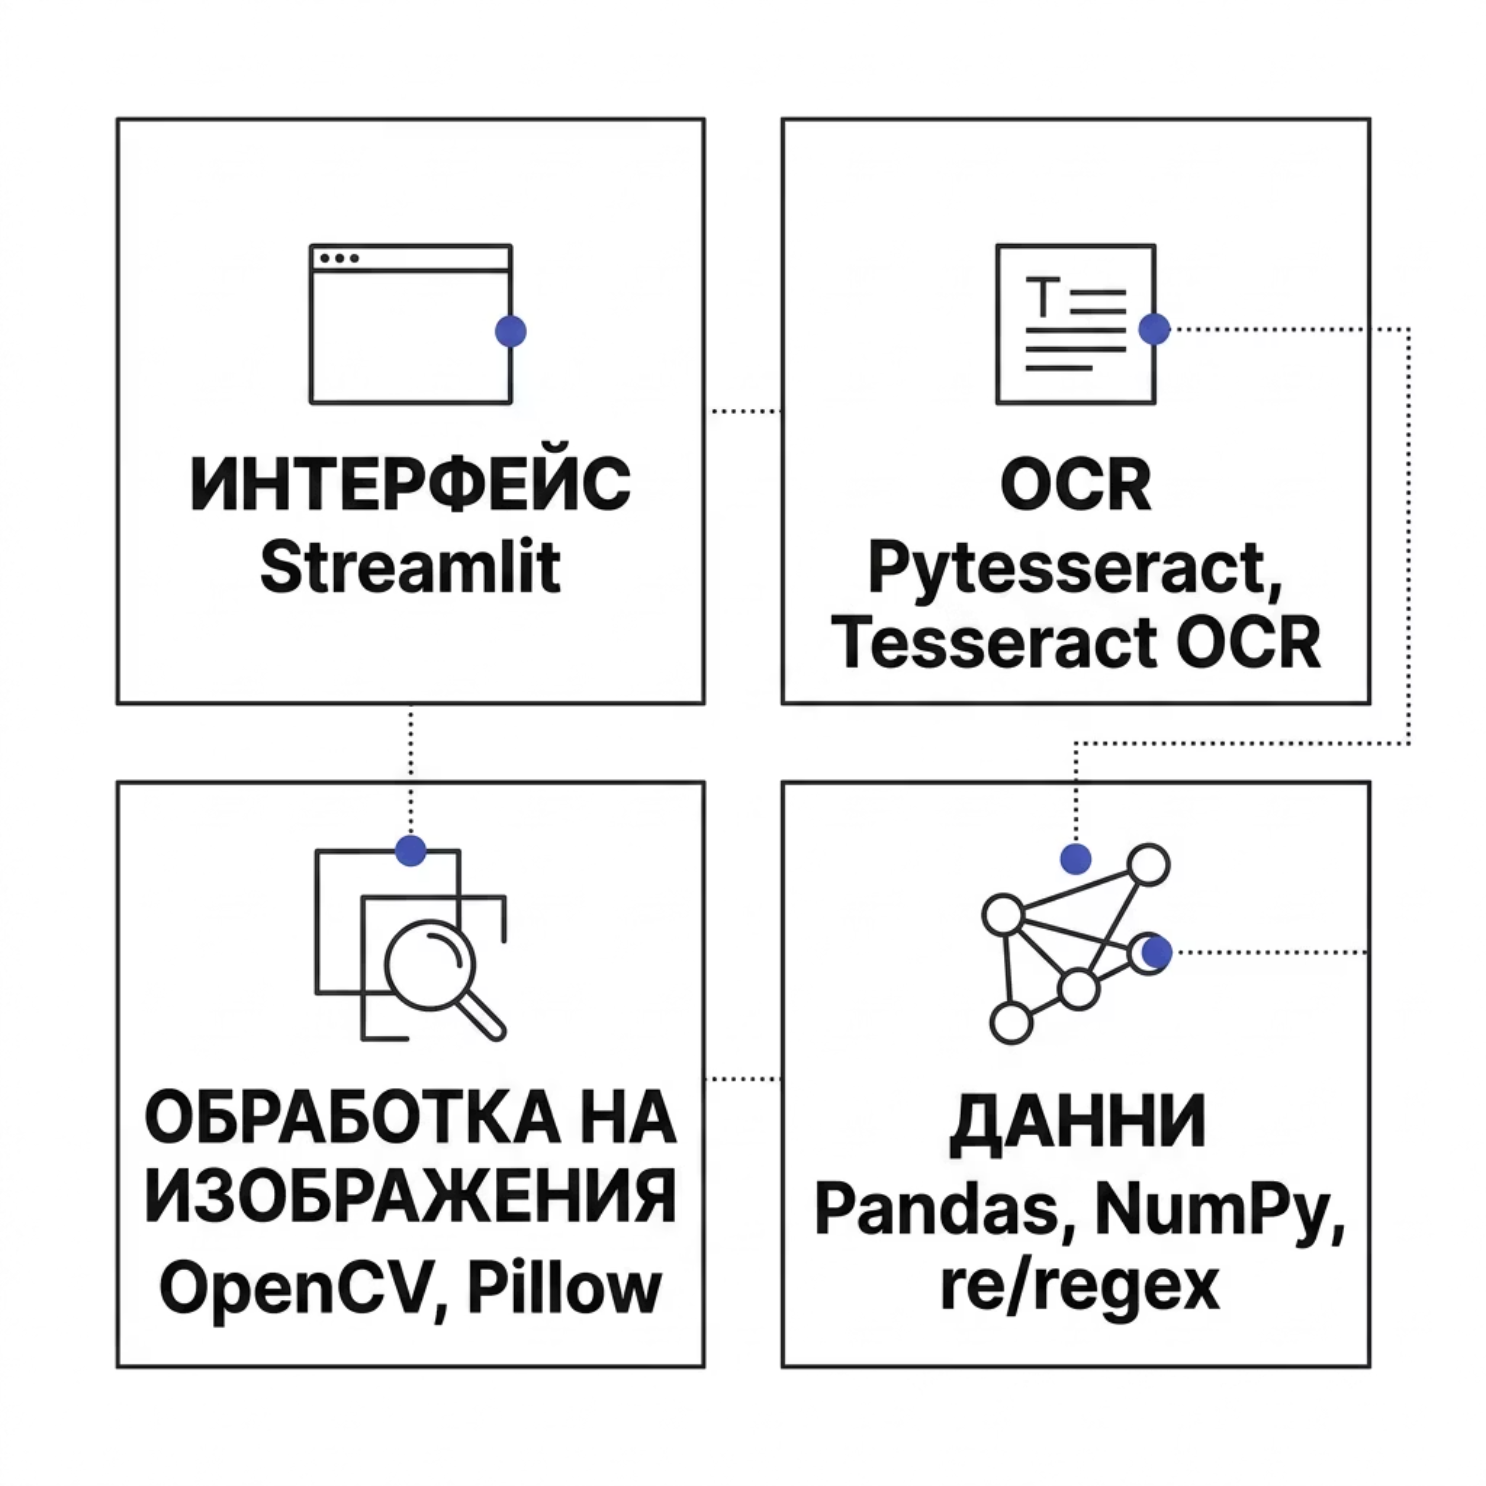 ИНТЕРФЕЙС
Streamlit
T
OCR
Pytesseract,
Tesseract OCR
ОБРАБОТКА НА
ИЗОБРАЖЕНИЯ
OpenCV, Pillow
ДАННИ
Pandas, NumPy,
re/regex